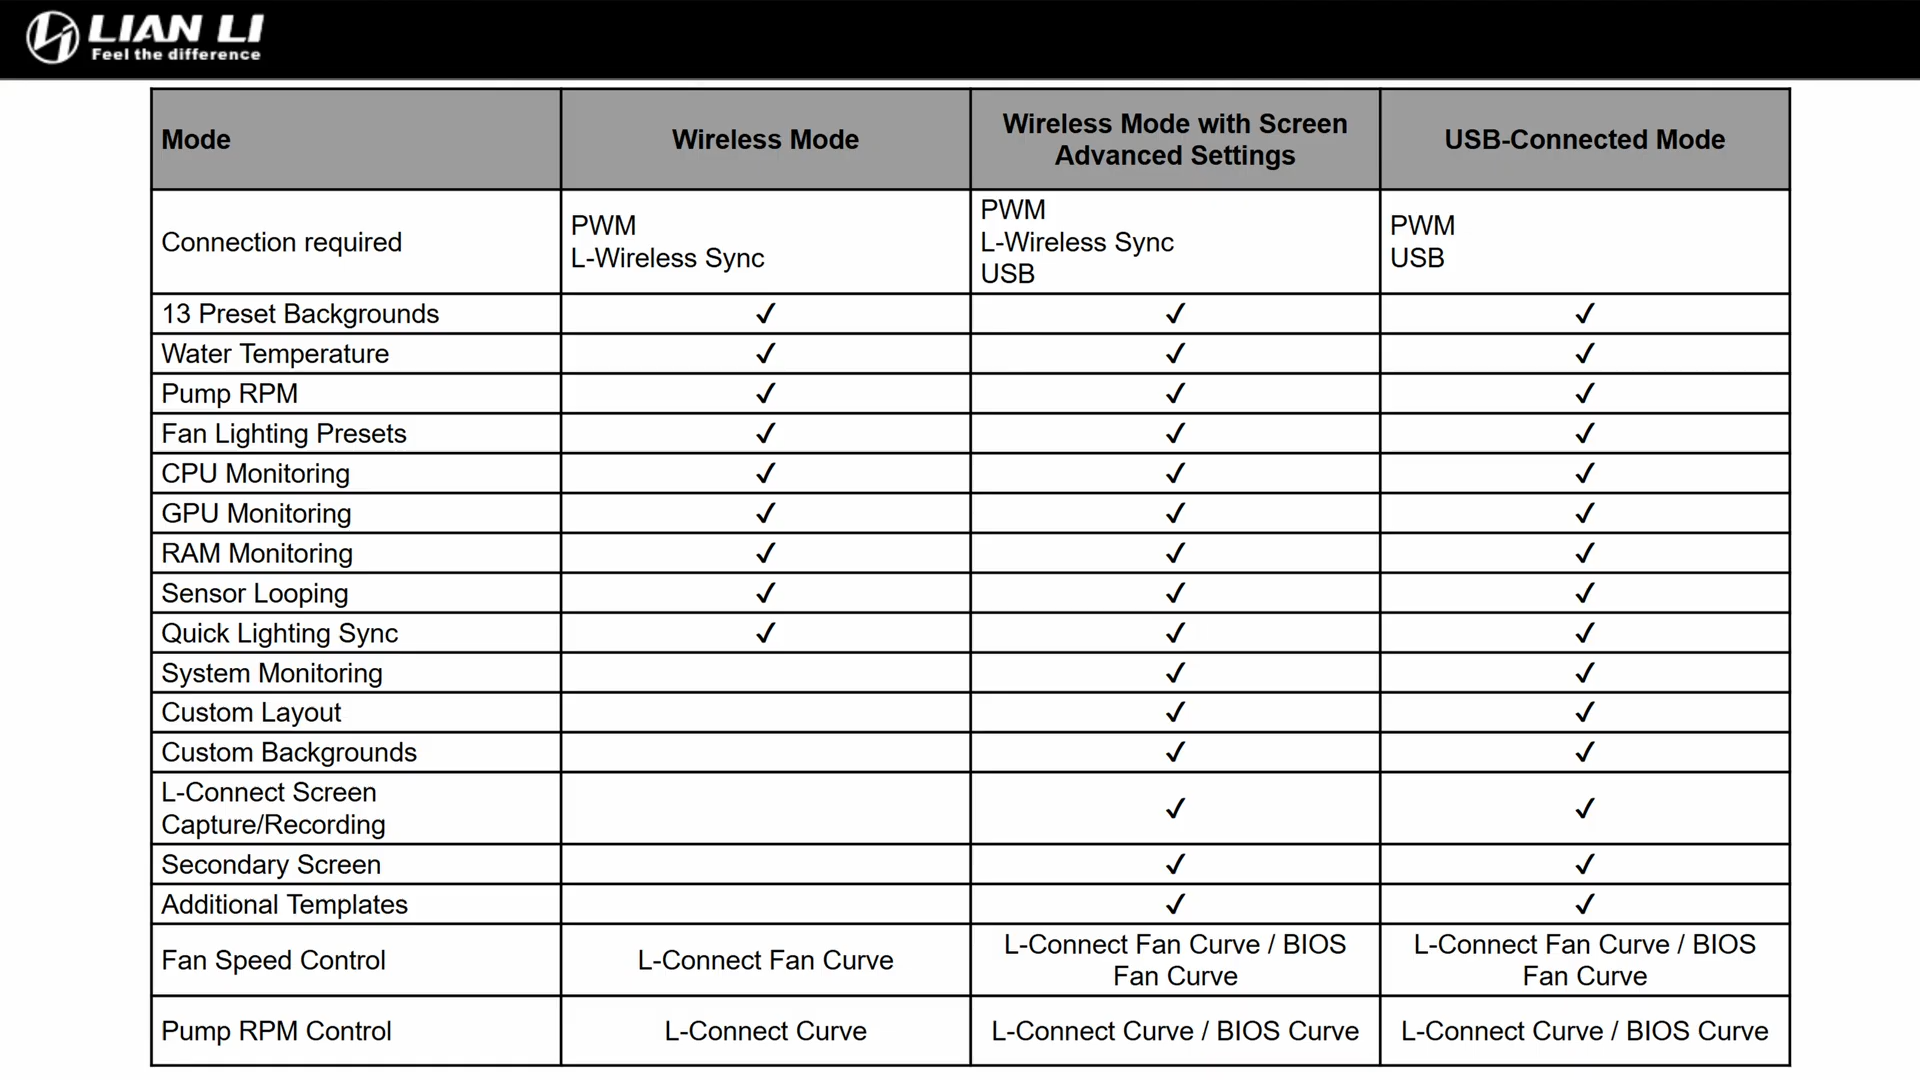 LIAN LI
Feel the difference
Mode
Wireless Mode
Wireless Mode with Screen
Advanced Settings
USB-Connected Mode
Connection required
PWM
L-Wireless Sync
PWM
L-Wireless Sync
USB
PWM
USB
13 Preset Backgrounds ✓ ✓ ✓
Water Temperature ✓ ✓ ✓
Pump RPM ✓ ✓ ✓
Fan Lighting Presets ✓ ✓ ✓
CPU Monitoring ✓ ✓ ✓
GPU Monitoring ✓ ✓ ✓
RAM Monitoring ✓ ✓ ✓
Sensor Looping ✓ ✓ ✓
Quick Lighting Sync ✓ ✓ ✓
System Monitoring ✓ ✓
Custom Layout ✓ ✓
Custom Backgrounds ✓ ✓
L-Connect Screen
Capture/Recording ✓ ✓
Secondary Screen ✓ ✓
Additional Templates ✓ ✓
Fan Speed Control
L-Connect Fan Curve
L-Connect Fan Curve / BIOS
Fan Curve
L-Connect Fan Curve / BIOS
Fan Curve
Pump RPM Control
L-Connect Curve
L-Connect Curve / BIOS Curve
L-Connect Curve / BIOS Curve